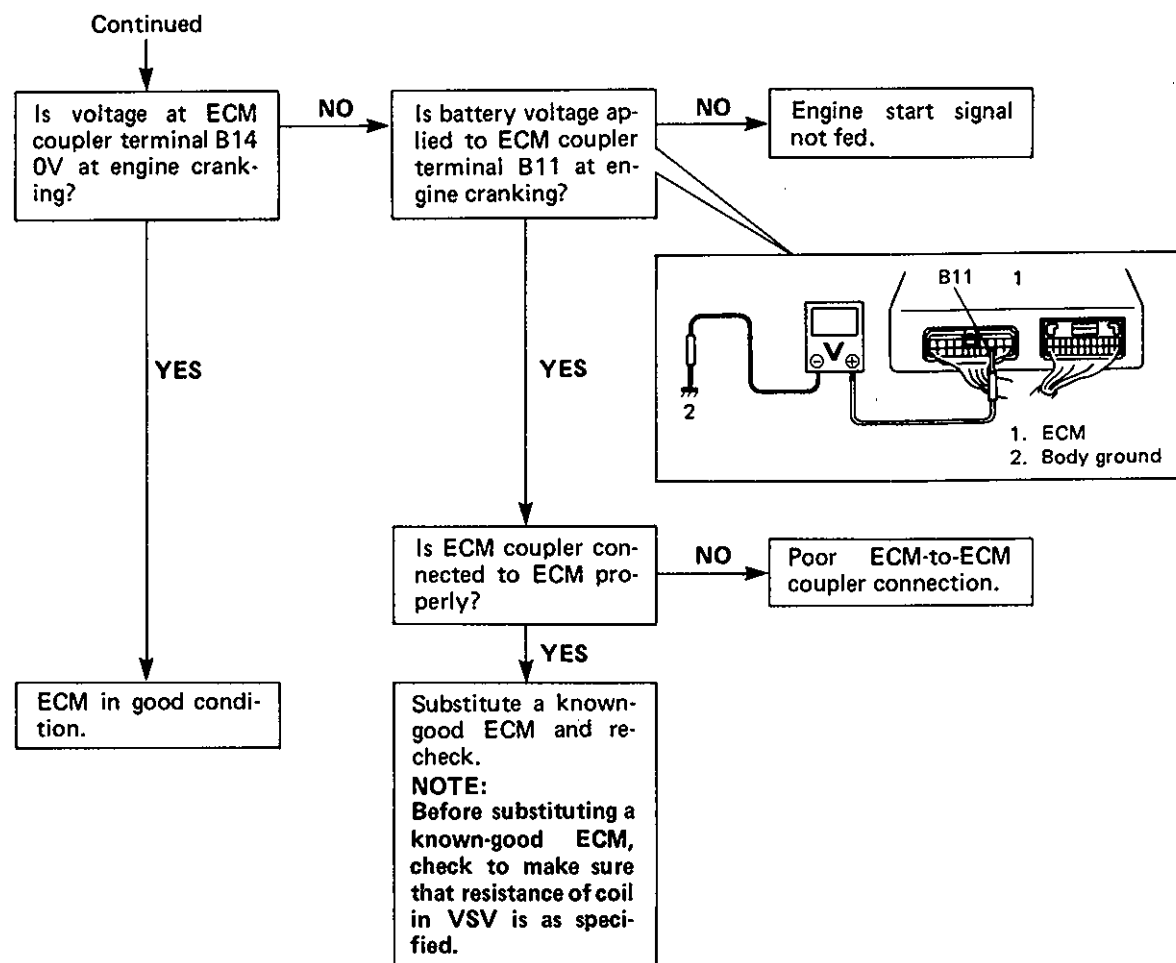 Continued
Is voltage at ECM
coupler terminal B14
0V at engine crank-
ing?
NO
Is battery voltage ap-
plied to ECM coupler
terminal B11 at en-
gine cranking?
NO
Engine start signal
not fed.
B11 1
V
⊖ ⊕
2
1. ECM
2. Body ground
YES
YES
Is ECM coupler con-
nected to ECM pro-
perly?
NO
Poor ECM-to-ECM
coupler connection.
YES
ECM in good condi-
tion.
Substitute a known-
good ECM and re-
check.
NOTE:
Before substituting a
known-good ECM,
check to make sure
that resistance of coil
in VSV is as speci-
fied.